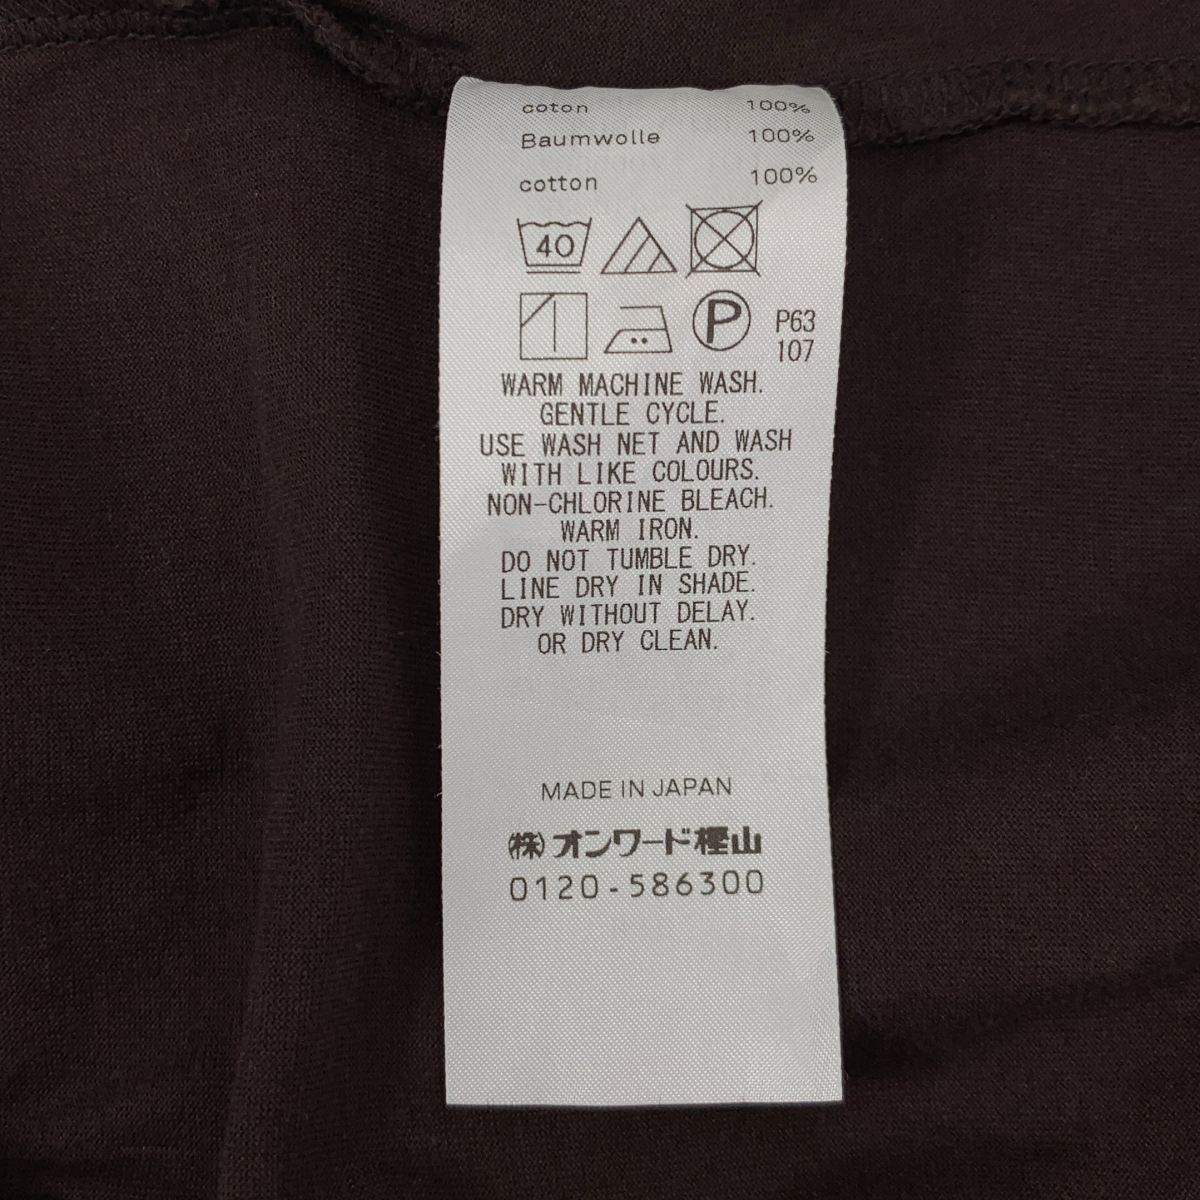 coton 100%
Baumwolle 100%
cotton 100%
40
P
P63
107
WARM MACHINE WASH.
GENTLE CYCLE.
USE WASH NET AND WASH
WITH LIKE COLOURS.
NON-CHLORINE BLEACH.
WARM IRON.
DO NOT TUMBLE DRY.
LINE DRY IN SHADE.
DRY WITHOUT DELAY.
OR DRY CLEAN.
MADE IN JAPAN
㈱オンワード樫山
0120-586300